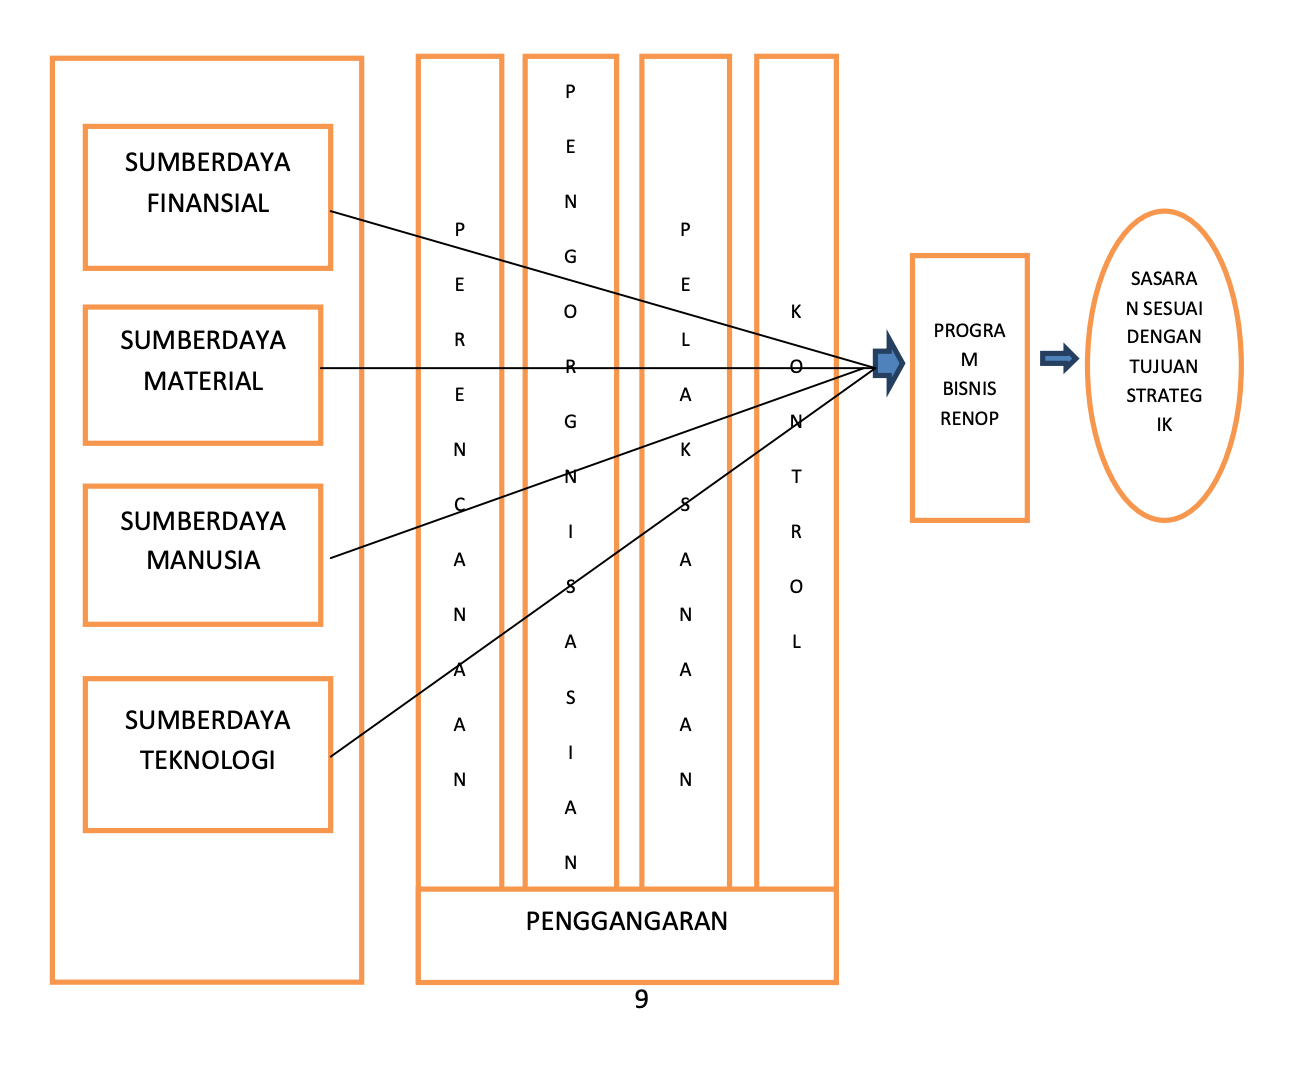 SUMBERDAYA
FINANSIAL
SUMBERDAYA
MATERIAL
SUMBERDAYA
MANUSIA
SUMBERDAYA
TEKNOLOGI
PERENCANAAN
PENGORGNISASIAN
PELAKSANAAN
KONTROL
PENGGANGARAN
PROGRA
M
BISNIS
RENOP
SASARA
N SESUAI
DENGAN
TUJUAN
STRATEG
IK
9